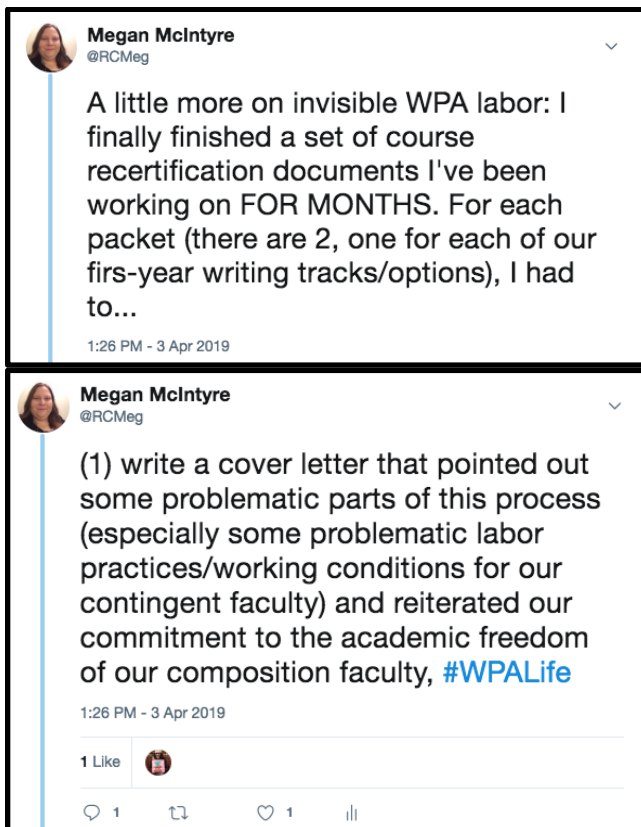 Megan McIntyre
@RCMeg
A little more on invisible WPA labor: I
finally finished a set of course
recertification documents I've been
working on FOR MONTHS. For each
packet (there are 2, one for each of our
firs-year writing tracks/options), I had
to...
1:26 PM - 3 Apr 2019
Megan McIntyre
@RCMeg
(1) write a cover letter that pointed out
some problematic parts of this process
(especially some problematic labor
practices/working conditions for our
contingent faculty) and reiterated our
commitment to the academic freedom
of our composition faculty, #WPALife
1:26 PM - 3 Apr 2019
1 Like
1 1